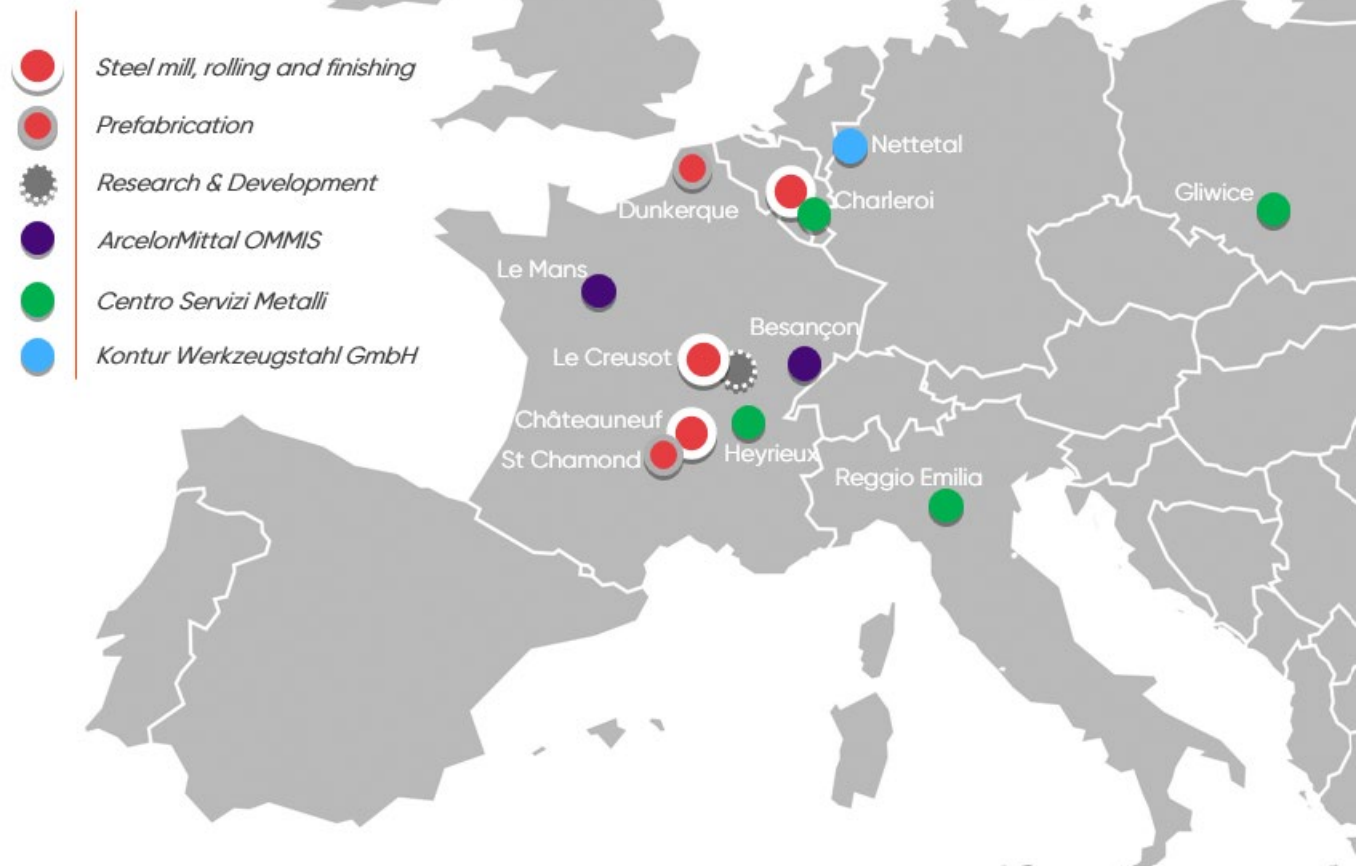 Steel mill, rolling and finishing
Prefabrication
Research & Development
ArcelorMittal OMMIS
Centro Servizi Metalli
Kontur Werkzeugstahl GmbH
Nettetal
Gliwice
Charleroi
Dunkerque
Le Mans
Besançon
Le Creusot
Châteauneuf
St Chamond
Heyrieux
Reggio Emilia